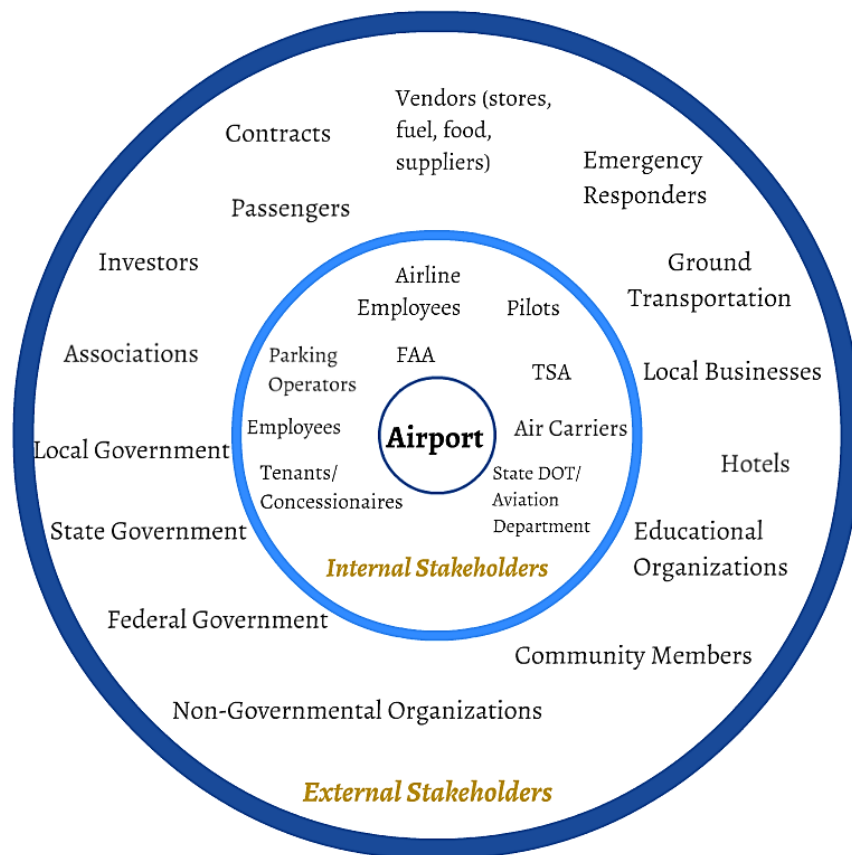 Vendors (stores,
fuel, food,
suppliers)
Contracts
Emergency
Responders
Passengers
Investors
Ground
Transportation
Airline
Employees
Pilots
Associations
Parking
Operators
FAA
TSA
Local Businesses
Employees
Airport
Air Carriers
Local Government
Hotels
Tenants/
Concessionaires
State DOT/
Aviation
Department
State Government
Educational
Organizations
Internal Stakeholders
Federal Government
Community Members
Non-Governmental Organizations
External Stakeholders